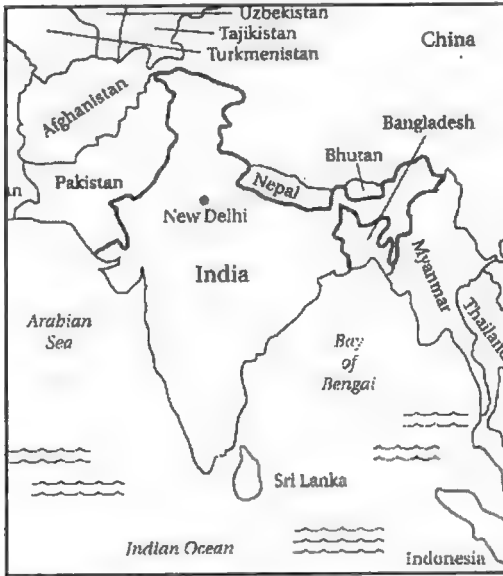 Uzbekistan
Tajikistan
Turkmenistan
China
Afghanistan
Bangladesh
Bhutan
Pakistan
Nepal
New Delhi
India
Myanmar
Thailand
Arabian
Sea
Bay
of
Bengal
Sri Lanka
Indian Ocean
Indonesia